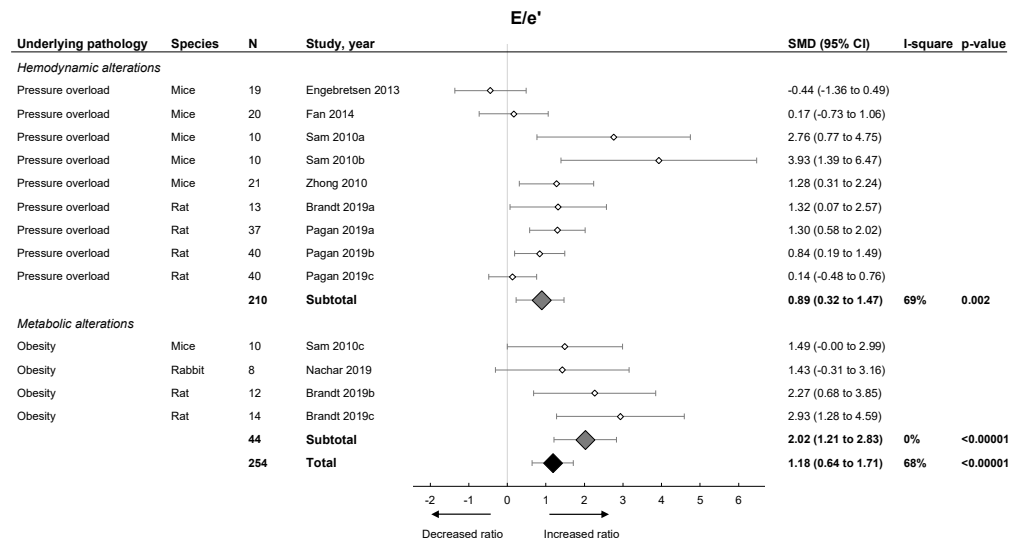 E/e'
Underlying pathology Species N Study, year SMD (95% CI) I-square p-value
Hemodynamic alterations
Pressure overload Mice 19 Engebretsen 2013 -0.44 (-1.36 to 0.49)
Pressure overload Mice 20 Fan 2014 0.17 (-0.73 to 1.06)
Pressure overload Mice 10 Sam 2010a 2.76 (0.77 to 4.75)
Pressure overload Mice 10 Sam 2010b 3.93 (1.39 to 6.47)
Pressure overload Mice 21 Zhong 2010 1.28 (0.31 to 2.24)
Pressure overload Rat 13 Brandt 2019a 1.32 (0.07 to 2.57)
Pressure overload Rat 37 Pagan 2019a 1.30 (0.58 to 2.02)
Pressure overload Rat 40 Pagan 2019b 0.84 (0.19 to 1.49)
Pressure overload Rat 40 Pagan 2019c 0.14 (-0.48 to 0.76)
210 Subtotal 0.89 (0.32 to 1.47) 69% 0.002
Metabolic alterations
Obesity Mice 10 Sam 2010c 1.49 (-0.00 to 2.99)
Obesity Rabbit 8 Nachar 2019 1.43 (-0.31 to 3.16)
Obesity Rat 12 Brandt 2019b 2.27 (0.68 to 3.85)
Obesity Rat 14 Brandt 2019c 2.93 (1.28 to 4.59)
44 Subtotal 2.02 (1.21 to 2.83) 0% <0.00001
254 Total 1.18 (0.64 to 1.71) 68% <0.00001
-2 -1 0 1 2 3 4 5 6
Decreased ratio Increased ratio